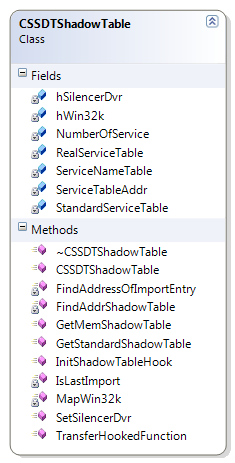 CSSDTShadowTable
Class
Fields
hSilencerDvr
hWin32k
NumberOfService
RealServiceTable
ServiceNameTable
ServiceTableAddr
StandardServiceTable
Methods
~CSSDTShadowTable
CSSDTShadowTable
FindAddressOfImportEntry
FindAddrShadowTable
GetMemShadowTable
GetStandardShadowTable
InitShadowTableHook
IsLastImport
MapWin32k
SetSilencerDvr
TransferHookedFunction